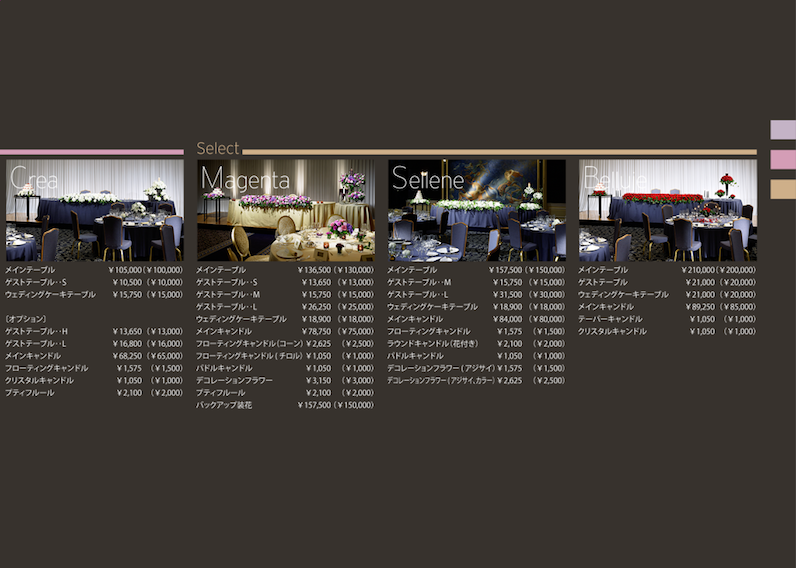 Select
Crea
メインテーブル ￥105,000(￥100,000)
ゲストテーブル‥S ￥10,500 (￥10,000)
ウェディングケーキテーブル ￥15,750 (￥15,000)
〔オプション〕
ゲストテーブル‥H ￥13,650 (￥13,000)
ゲストテーブル‥L ￥16,800 (￥16,000)
メインキャンドル ￥68,250 (￥65,000)
フローティングキャンドル ￥1,575 (￥1,500)
クリスタルキャンドル ￥1,050 (￥1,000)
プティフルール ￥2,100 (￥2,000)
Magenta
メインテーブル ￥136,500 (￥130,000)
ゲストテーブル‥S ￥13,650 (￥13,000)
ゲストテーブル‥M ￥15,750 (￥15,000)
ゲストテーブル‥L ￥26,250 (￥25,000)
ウェディングケーキテーブル ￥18,900 (￥18,000)
メインキャンドル ￥78,750 (￥75,000)
フローティングキャンドル(コーン) ￥2,625 (￥2,500)
フローティングキャンドル(チロル) ￥1,050 (￥1,000)
パドルキャンドル ￥1,050 (￥1,000)
デコレーションフラワー ￥3,150 (￥3,000)
プティフルール ￥2,100 (￥2,000)
バックアップ装花 ￥157,500 (￥150,000)
Sellene
メインテーブル ￥157,500 (￥150,000)
ゲストテーブル‥M ￥15,750 (￥15,000)
ゲストテーブル‥L ￥31,500 (￥30,000)
ウェディングケーキテーブル ￥18,900 (￥18,000)
メインキャンドル ￥84,000 (￥80,000)
フローティングキャンドル ￥1,575 (￥1,500)
ラウンドキャンドル(花付き) ￥2,100 (￥2,000)
パドルキャンドル ￥1,050 (￥1,000)
デコレーションフラワー(アジサイ) ￥1,575 (￥1,500)
デコレーションフラワー(アジサイ、カラー) ￥2,625 (￥2,500)
メインテーブル ￥210,000(￥200,000)
ゲストテーブル ￥21,000 (￥20,000)
ウェディングケーキテーブル ￥21,000 (￥20,000)
メインキャンドル ￥89,250 (￥85,000)
テーパーキャンドル ￥1,050 (￥1,000)
クリスタルキャンドル ￥1,050 (￥1,000)